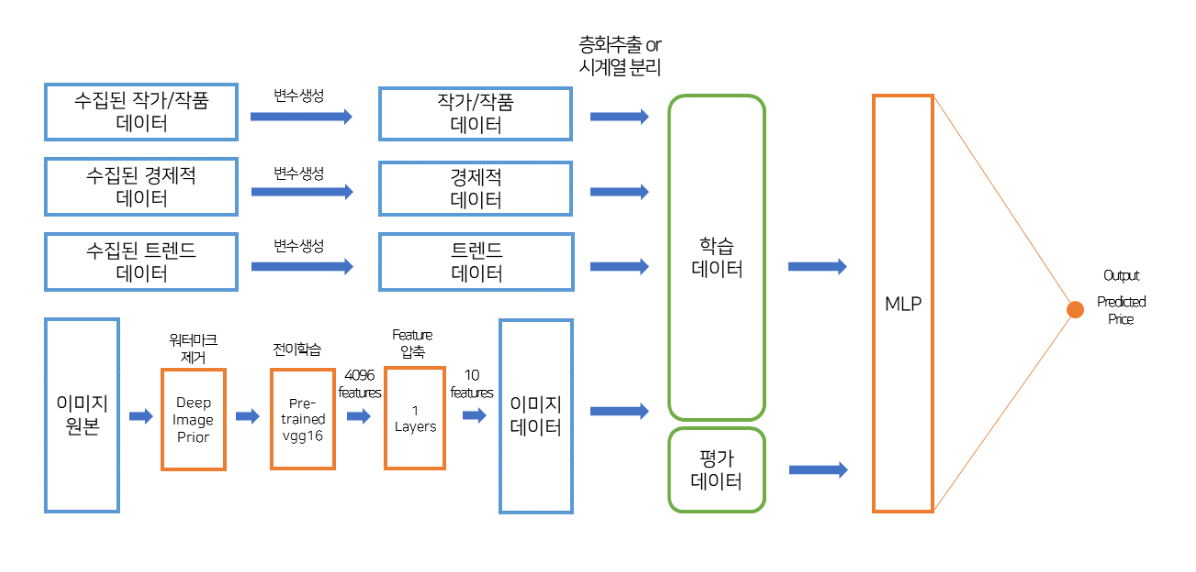 층화추출 or
시계열 분리
수집된 작가/작품
데이터
변수생성
작가/작품
데이터
수집된 경제적
데이터
변수생성
경제적
데이터
수집된 트렌드
데이터
변수생성
트렌드
데이터
이미지
원본
워터마크
제거
Deep
Image
Prior
전이학습
Pre-
trained
vgg16
4096
features
Feature
압축
1
Layers
10
features
이미지
데이터
학습
데이터
평가
데이터
MLP
Output
Predicted
Price